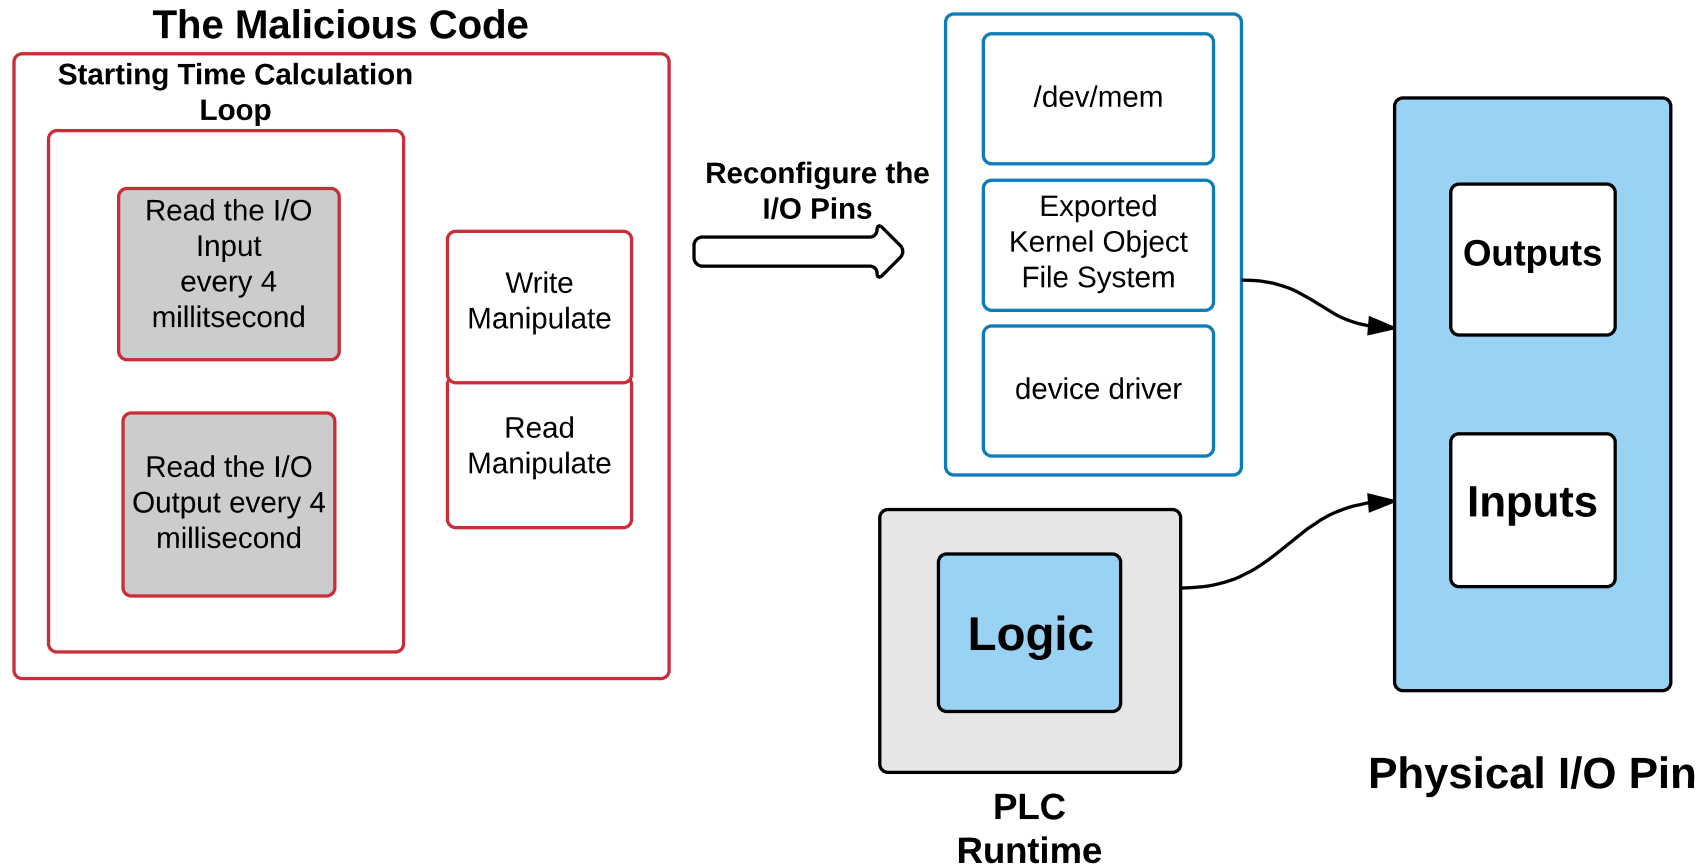 The Malicious Code
Starting Time Calculation
Loop
Read the I/O
Input
every 4
millitsecond
Read the I/O
Output every 4
millisecond
Write
Manipulate
Read
Manipulate
Reconfigure the
I/O Pins
/dev/mem
Exported
Kernel Object
File System
device driver
Logic
PLC
Runtime
Outputs
Inputs
Physical I/O Pin